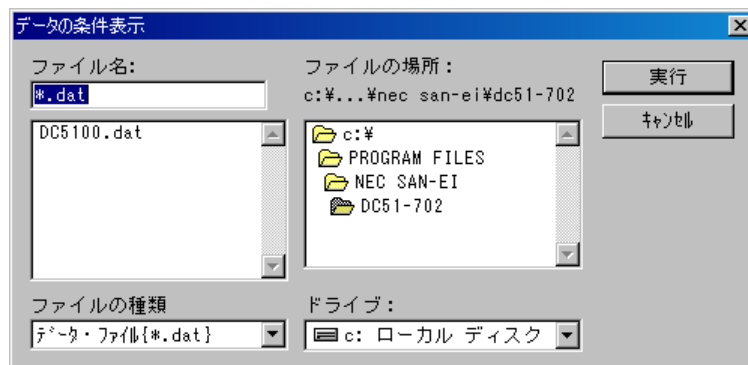 データの条件表示
ファイル名:
*.dat
DC5100.dat
ファイルの種類
ﾃﾞｰﾀ・ﾌｧｲﾙ{*.dat}
ファイルの場所：
c:¥...¥nec san-ei¥dc51-702
c:¥
PROGRAM FILES
NEC SAN-EI
DC51-702
ドライブ：
c: ローカル ディスク
実行
ｷｬﾝｾﾙ